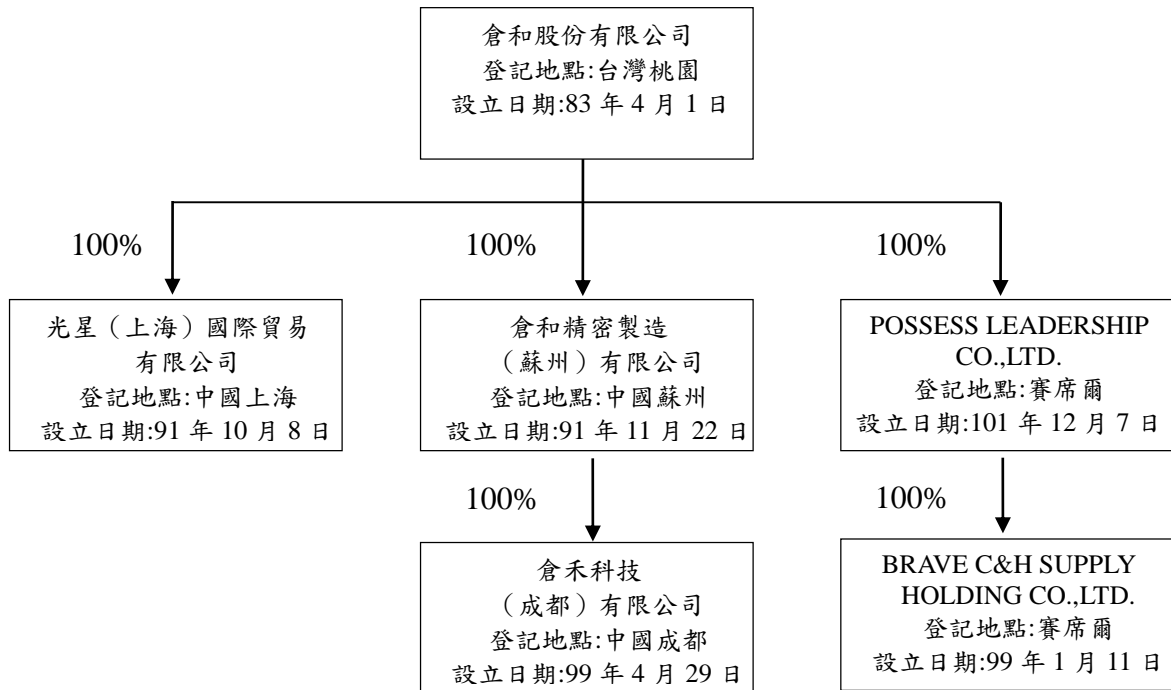 倉和股份有限公司
登記地點:台灣桃園
設立日期:83 年 4 月 1 日
100%
100%
100%
光星（上海）國際貿易
有限公司
登記地點:中國上海
設立日期:91 年 10 月 8 日
倉和精密製造
（蘇州）有限公司
登記地點:中國蘇州
設立日期:91 年 11 月 22 日
POSSESS LEADERSHIP
CO.,LTD.
登記地點:賽席爾
設立日期:101 年 12 月 7 日
100%
100%
倉禾科技
（成都）有限公司
登記地點:中國成都
設立日期:99 年 4 月 29 日
BRAVE C&H SUPPLY
HOLDING CO.,LTD.
登記地點:賽席爾
設立日期:99 年 1 月 11 日